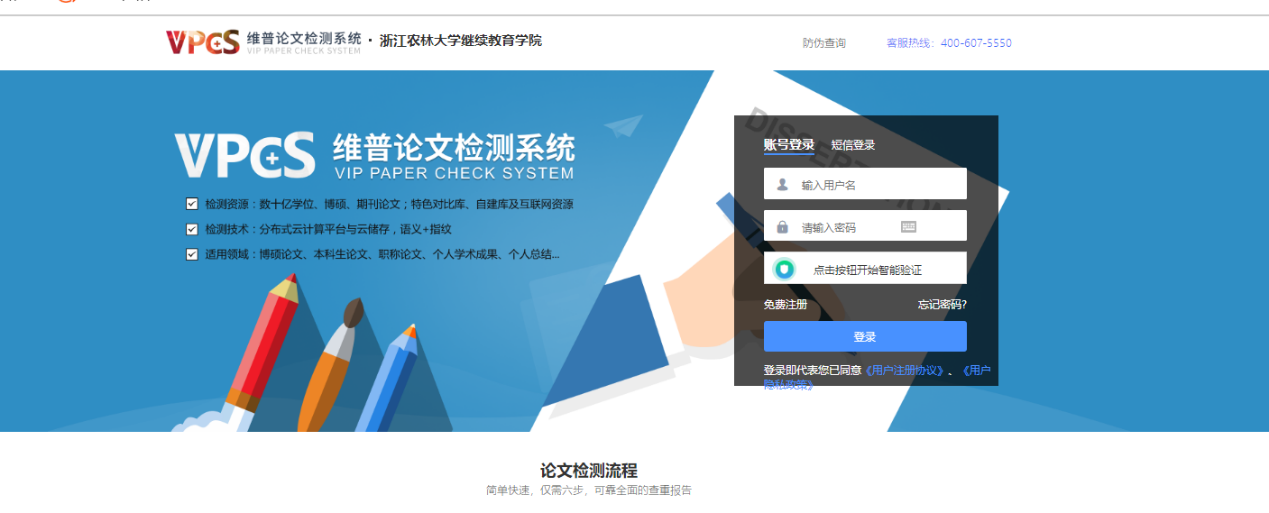 VPCS 维普论文检测系统 · 浙江农林大学继续教育学院
VIP PAPER CHECK SYSTEM
防伪查询
客服热线：400-607-5550
VPCS 维普论文检测系统
VIP PAPER CHECK SYSTEM
检测资源：数十亿学位、博硕、期刊论文；特色对比库、自建库及互联网资源
检测技术：分布式云计算平台与云储存，语义+指纹
适用领域：博硕论文、本科生论文、职称论文、个人学术成果、个人总结...
DISSERTATION
账号登录 短信登录
输入用户名
请输入密码
点击按钮开始智能验证
免费注册 忘记密码?
登录
登录即代表您已同意《用户注册协议》、《用户
隐私政策》
论文检测流程
简单快速，仅需六步，可靠全面的查重报告